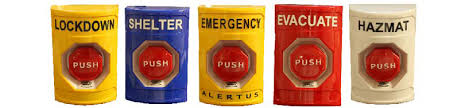 LOCKDOWN
PUSH
SHELTER
PUSH
EMERGENCY
PUSH
ALERTUS
EVACUATE
PUSH
HAZMAT
PUSH